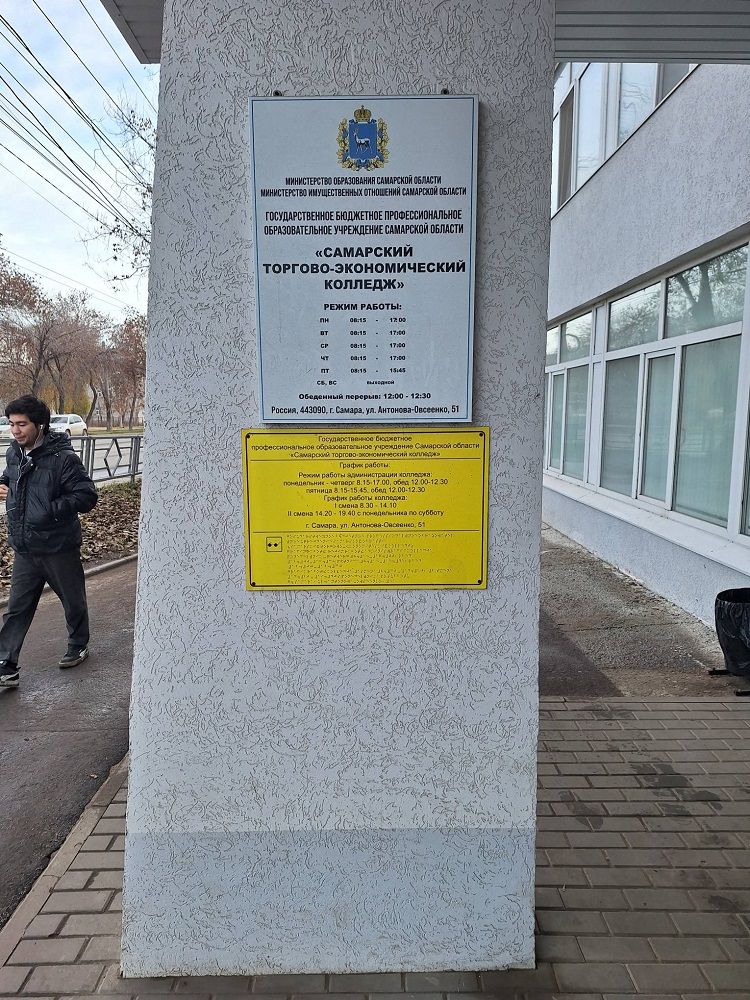 МИНИСТЕРСТВО ОБРАЗОВАНИЯ САМАРСКОЙ ОБЛАСТИ
МИНИСТЕРСТВО ИМУЩЕСТВЕННЫХ ОТНОШЕНИЙ САМАРСКОЙ ОБЛАСТИ
ГОСУДАРСТВЕННОЕ БЮДЖЕТНОЕ ПРОФЕССИОНАЛЬНОЕ
ОБРАЗОВАТЕЛЬНОЕ УЧРЕЖДЕНИЕ САМАРСКОЙ ОБЛАСТИ
«САМАРСКИЙ
ТОРГОВО-ЭКОНОМИЧЕСКИЙ
КОЛЛЕДЖ»
РЕЖИМ РАБОТЫ:
ПН 08:15 - 17:00
ВТ 08:15 - 17:00
СР 08:15 - 17:00
ЧТ 08:15 - 17:00
ПТ 08:15 - 15:45
СБ, ВС выходной
Обеденный перерыв: 12:00 - 12:30
Россия, 443090, г. Самара, ул. Антонова-Овсеенко, 51
Государственное бюджетное
профессиональное образовательное учреждение Самарской области
«Самарский торгово-экономический колледж»
График работы:
Режим работы администрации колледжа:
понедельник - четверг 8.15-17.00, обед 12.00-12.30
пятница 8.15-15.45, обед 12.00-12.30
График работы колледжа:
I смена 8.30 - 14.10
II смена 14.20 - 19.40 с понедельника по субботу
г. Самара, ул. Антонова-Овсеенко, 51